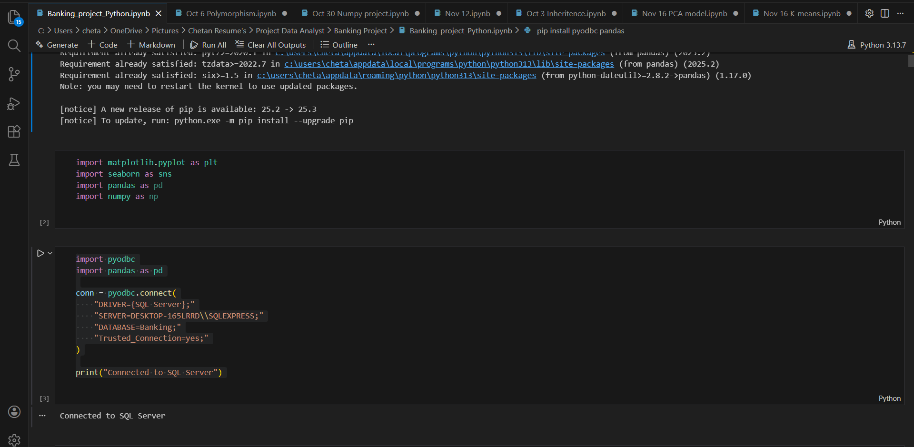 Banking_project_Python.ipynb
Oct 6 Polymorphism.ipynb
Oct 30 Numpy project.ipynb
Nov 12.ipynb
Oct 3 Inheritence.ipynb
Nov 16 PCA model.ipynb
Nov 16 K means.ipynb
C: > Users > cheta > OneDrive > Pictures > Chetan Resume's > Project Data Analyst > Banking Project > Banking_project_Python.ipynb > pip install pyodbc pandas
Generate + Code + Markdown Run All Clear All Outputs Outline ... Python 3.13.7
15
Requirement already satisfied: tzdata>=2022.7 in c:\users\cheta\appdata\local\programs\python\python313\lib\site-packages (from pandas) (2025.2)
Requirement already satisfied: six>=1.5 in c:\users\cheta\appdata\roaming\python\python313\site-packages (from python-dateutil>=2.8.2->pandas) (1.17.0)
Note: you may need to restart the kernel to use updated packages.
[notice] A new release of pip is available: 25.2 -> 25.3
[notice] To update, run: python.exe -m pip install --upgrade pip
import matplotlib.pyplot as plt
import seaborn as sns
import pandas as pd
import numpy as np
[2]
Python
import pyodbc
import pandas as pd
conn = pyodbc.connect(
"DRIVER={SQL Server};"
"SERVER=DESKTOP-165LRRD\\SQLEXPRESS;"
"DATABASE=Banking;"
"Trusted_Connection=yes;"
)
print("Connected to SQL Server")
[3]
Python
... Connected to SQL Server